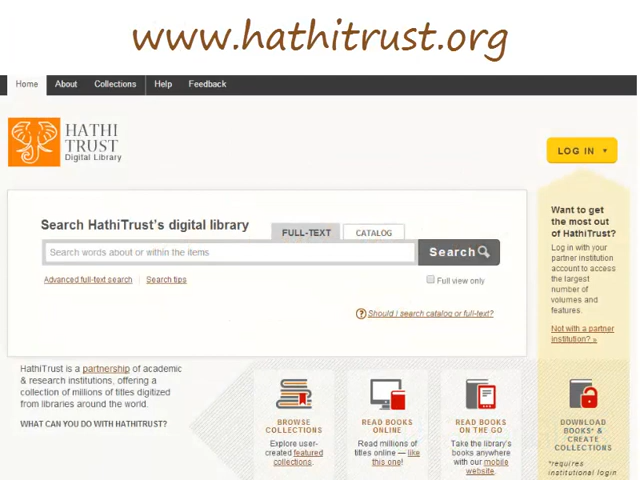 www.hathitrust.org
Home About Collections Help Feedback
HATHI
TRUST
Digital Library
LOG IN
Search HathiTrust's digital library
FULL-TEXT CATALOG
Search words about or within the items
Search
Advanced full-text search Search tips
Full view only
Should I search catalog or full-text?
Want to get
the most out
of HathiTrust?
Log in with your
partner institution
account to access
the largest
number of
volumes and
features.
Not with a partner
institution? »
HathiTrust is a partnership of academic
& research institutions, offering a
collection of millions of titles digitized
from libraries around the world.
WHAT CAN YOU DO WITH HATHITRUST?
BROWSE
COLLECTIONS
Explore user-
created featured
collections.
READ BOOKS
ONLINE
Read millions of
titles online — like
this one!
READ BOOKS
ON THE GO
Take the library's
books anywhere
with our mobile
website.
DOWNLOAD
BOOKS* &
CREATE
COLLECTIONS
*requires
institutional login